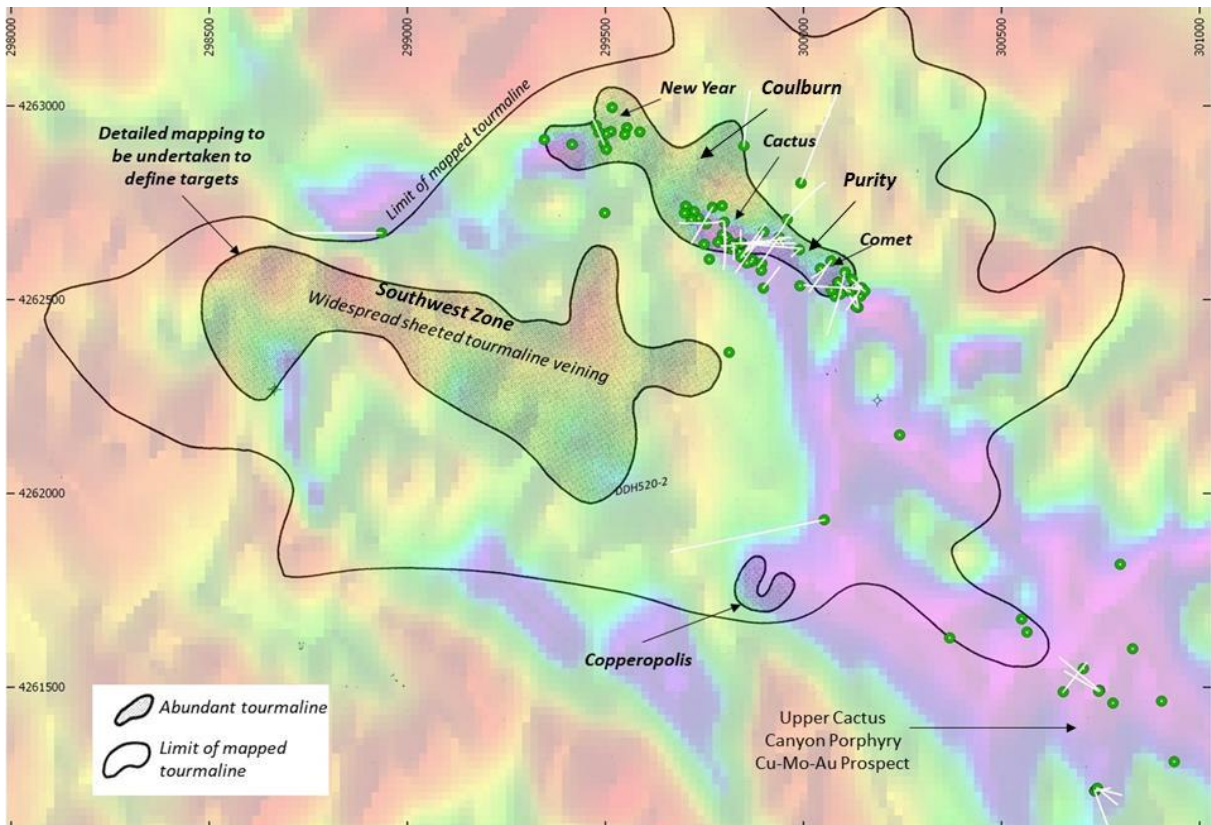 298000
298500
299000
299500
300000
300500
301000
4263000
4262500
4262000
4261500
New Year
Coulburn
Cactus
Purity
Comet
Detailed mapping to
be undertaken to
define targets
Limit of mapped tourmaline
Southwest Zone
Widespread sheeted tourmaline veining
DDH520-2
Copperopolis
Upper Cactus
Canyon Porphyry
Cu-Mo-Au Prospect
Abundant tourmaline
Limit of mapped
tourmaline